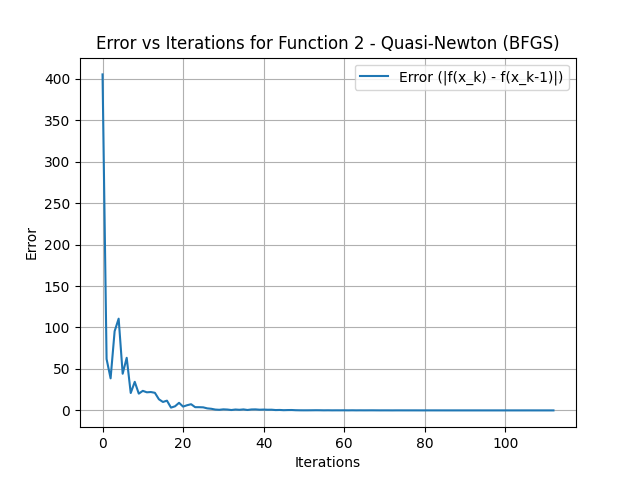 Error vs Iterations for Function 2 - Quasi-Newton (BFGS)
Error (|f(x_k) - f(x_k-1)|)
400
350
300
250
200
150
100
50
0
Error
0 20 40 60 80 100
Iterations